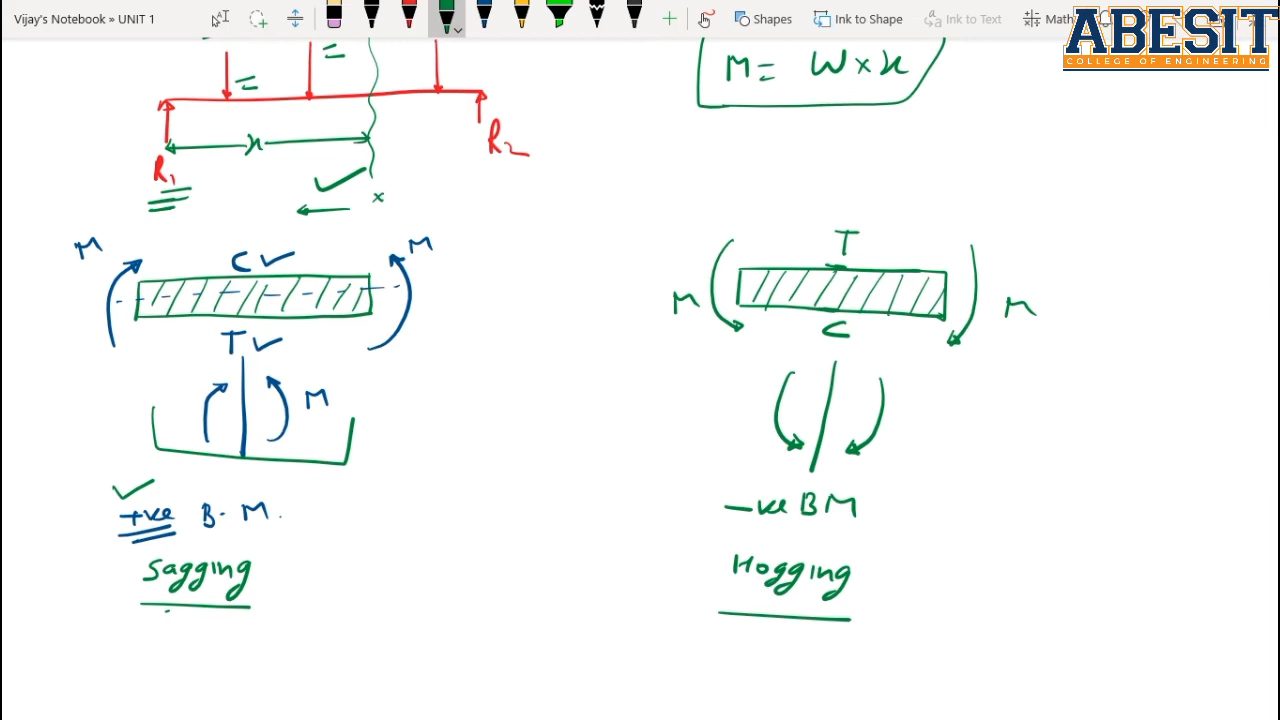 Vijay's Notebook » UNIT 1
Shapes
Ink to Shape
Ink to Text
Math
ABESIT
COLLEGE OF ENGINEERING
M = W × x
R2
x
R1
x
M
C
M
T
M
+ve B.M.
Sagging
T
M
M
C
-ve BM
Hogging